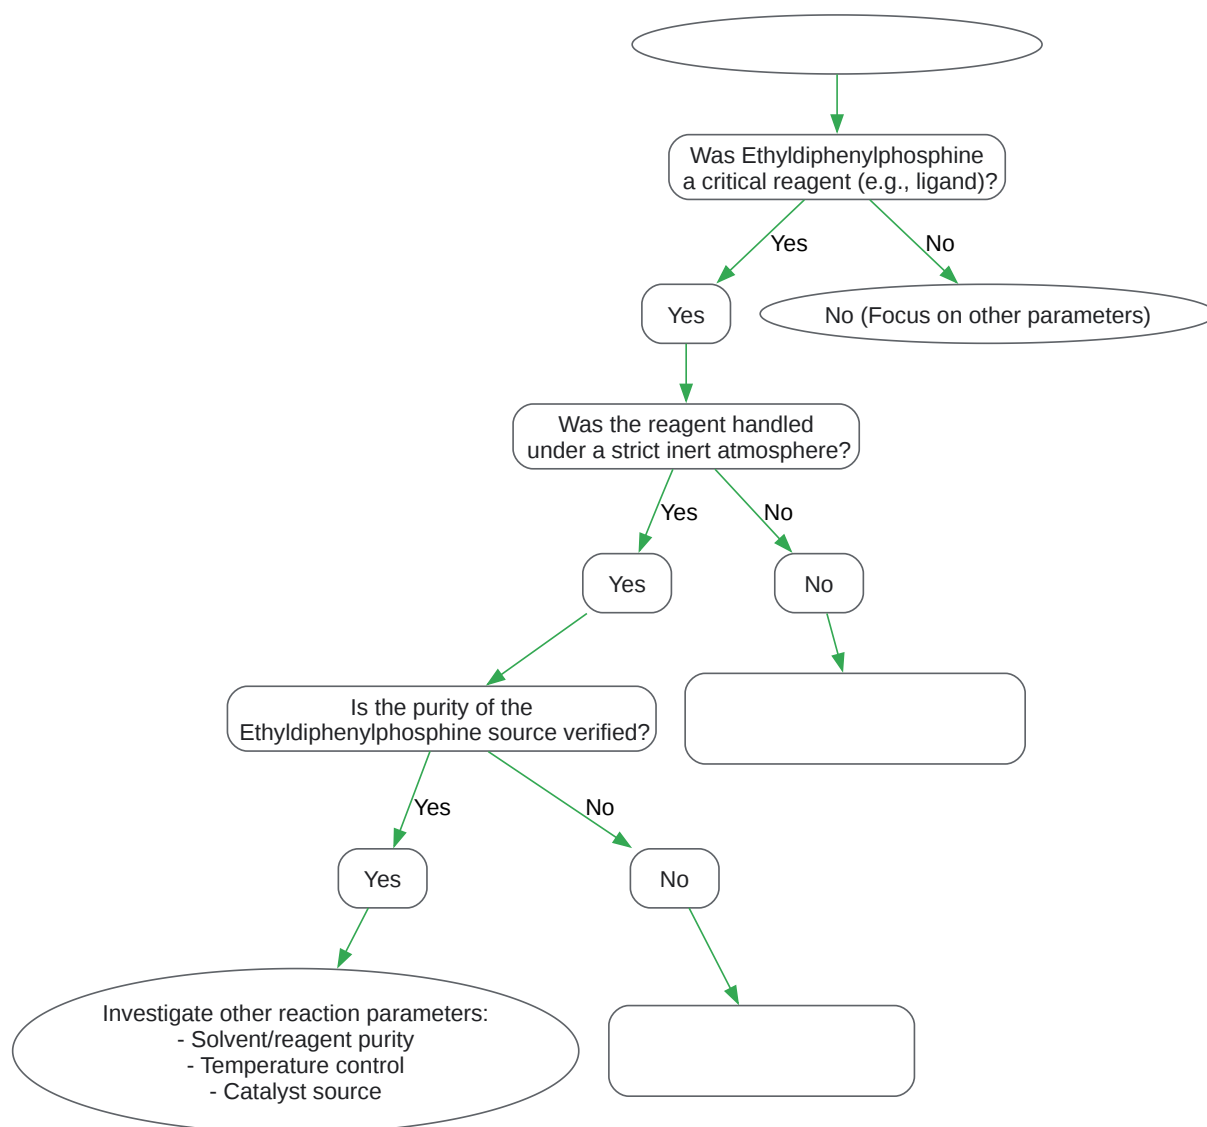 Was Ethyldiphenylphosphine
a critical reagent (e.g., ligand)?
Yes
No
Yes
No (Focus on other parameters)
Was the reagent handled
under a strict inert atmosphere?
Yes
No
Yes
No
Is the purity of the
Ethyldiphenylphosphine source verified?
Yes
No
Yes
No
Investigate other reaction parameters:
- Solvent/reagent purity
- Temperature control
- Catalyst source